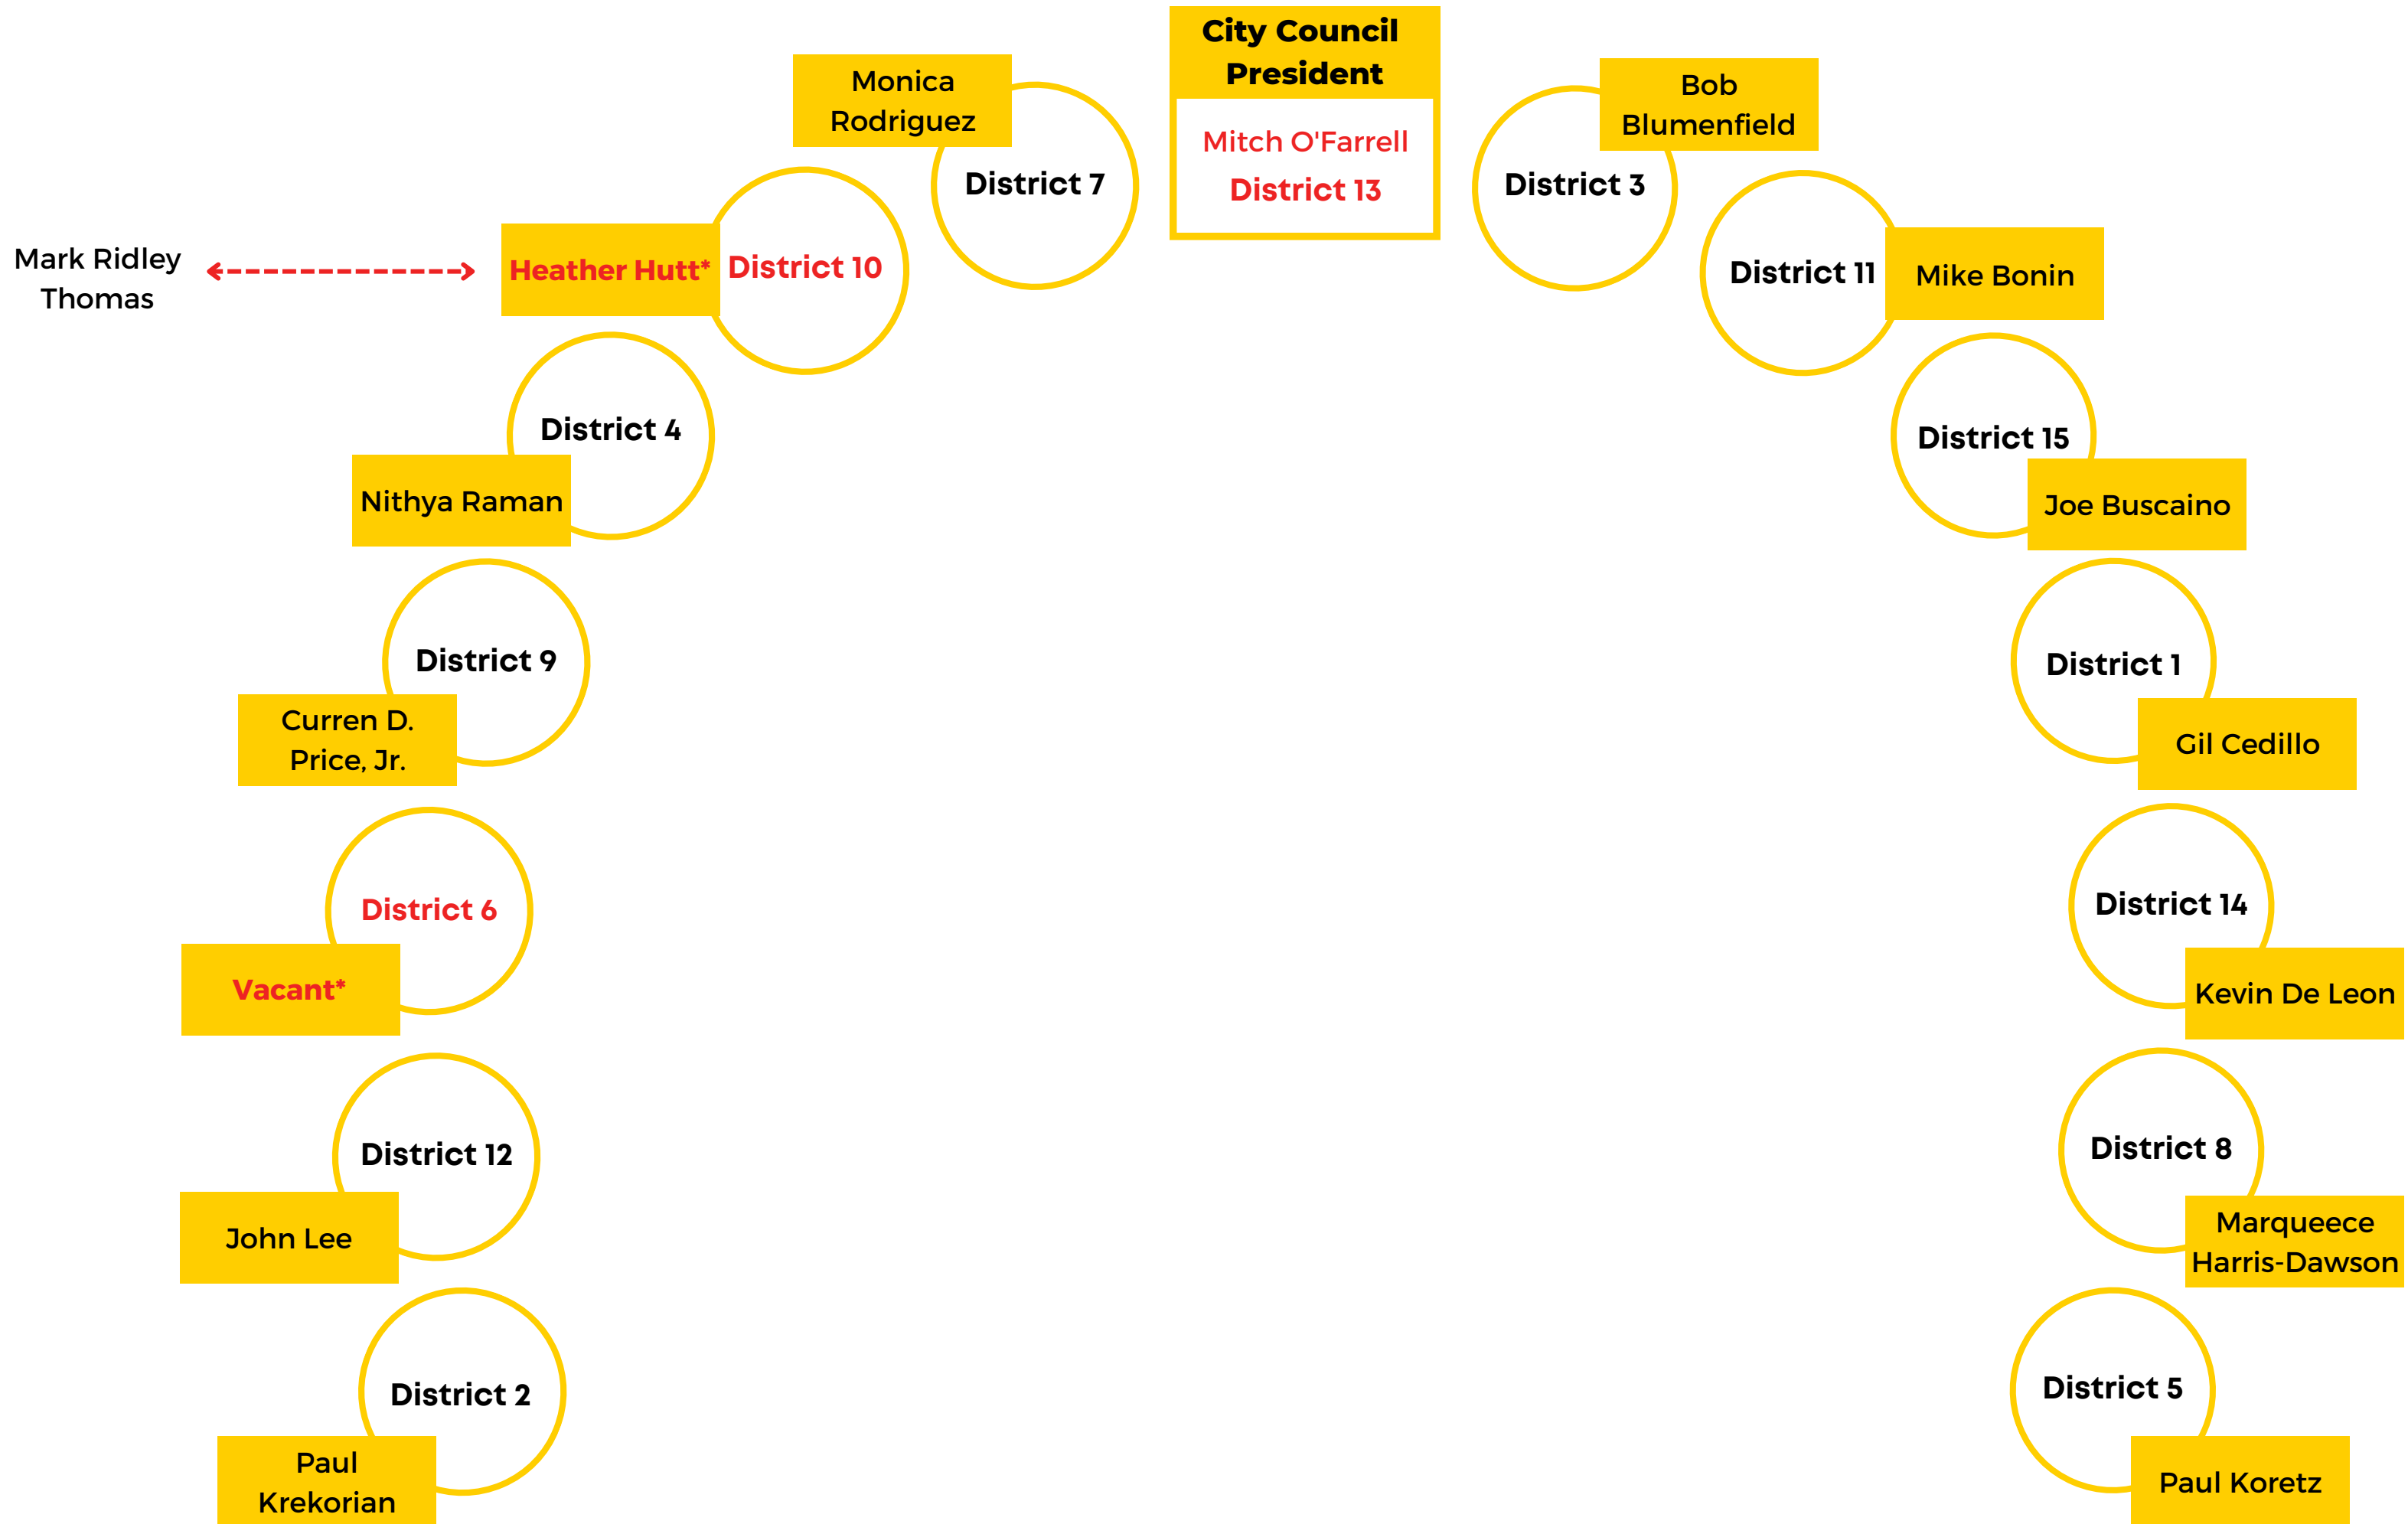 City Council
President
Mitch O'Farrell
District 13
Monica
Rodriguez
District 7
Bob
Blumenfield
District 3
Mark Ridley
Thomas
Heather Hutt*
District 10
District 11
Mike Bonin
District 4
Nithya Raman
District 15
Joe Buscaino
District 9
Curren D.
Price, Jr.
District 1
Gil Cedillo
District 6
Vacant*
District 14
Kevin De Leon
District 12
John Lee
District 8
Marqueece
Harris-Dawson
District 2
Paul
Krekorian
District 5
Paul Koretz